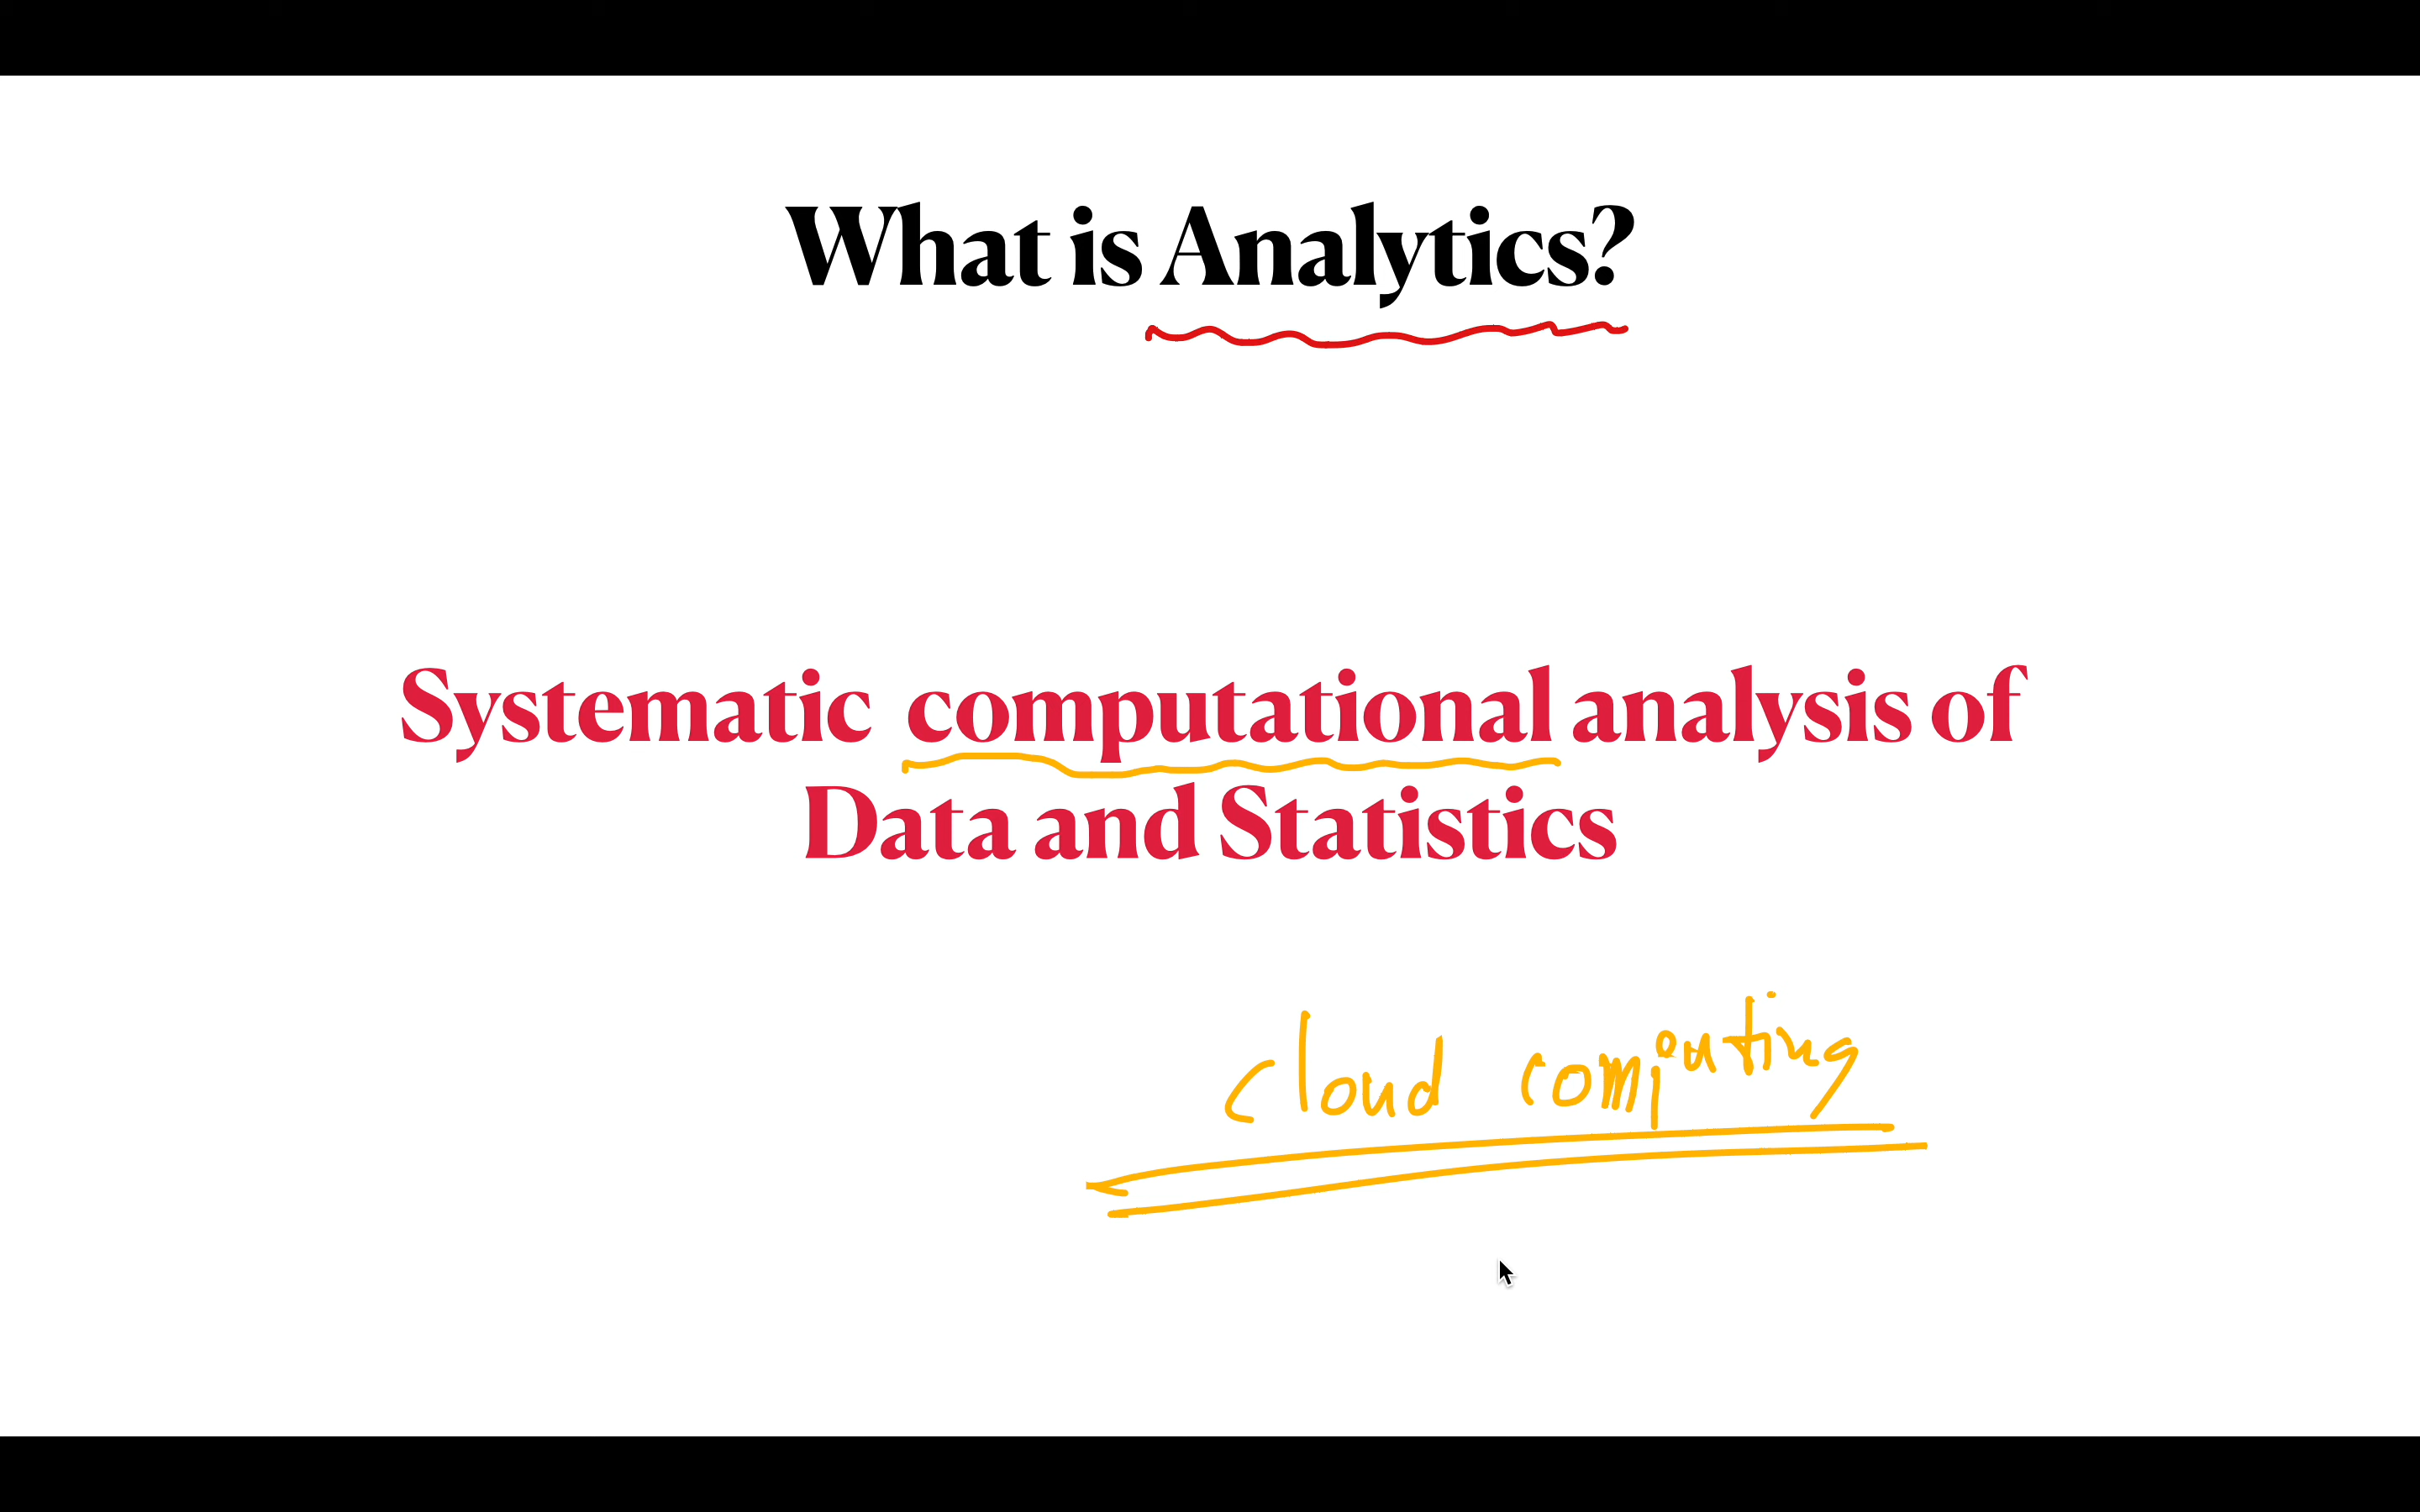 What is Analytics?
Systematic computational analysis of
Data and Statistics
cloud computing